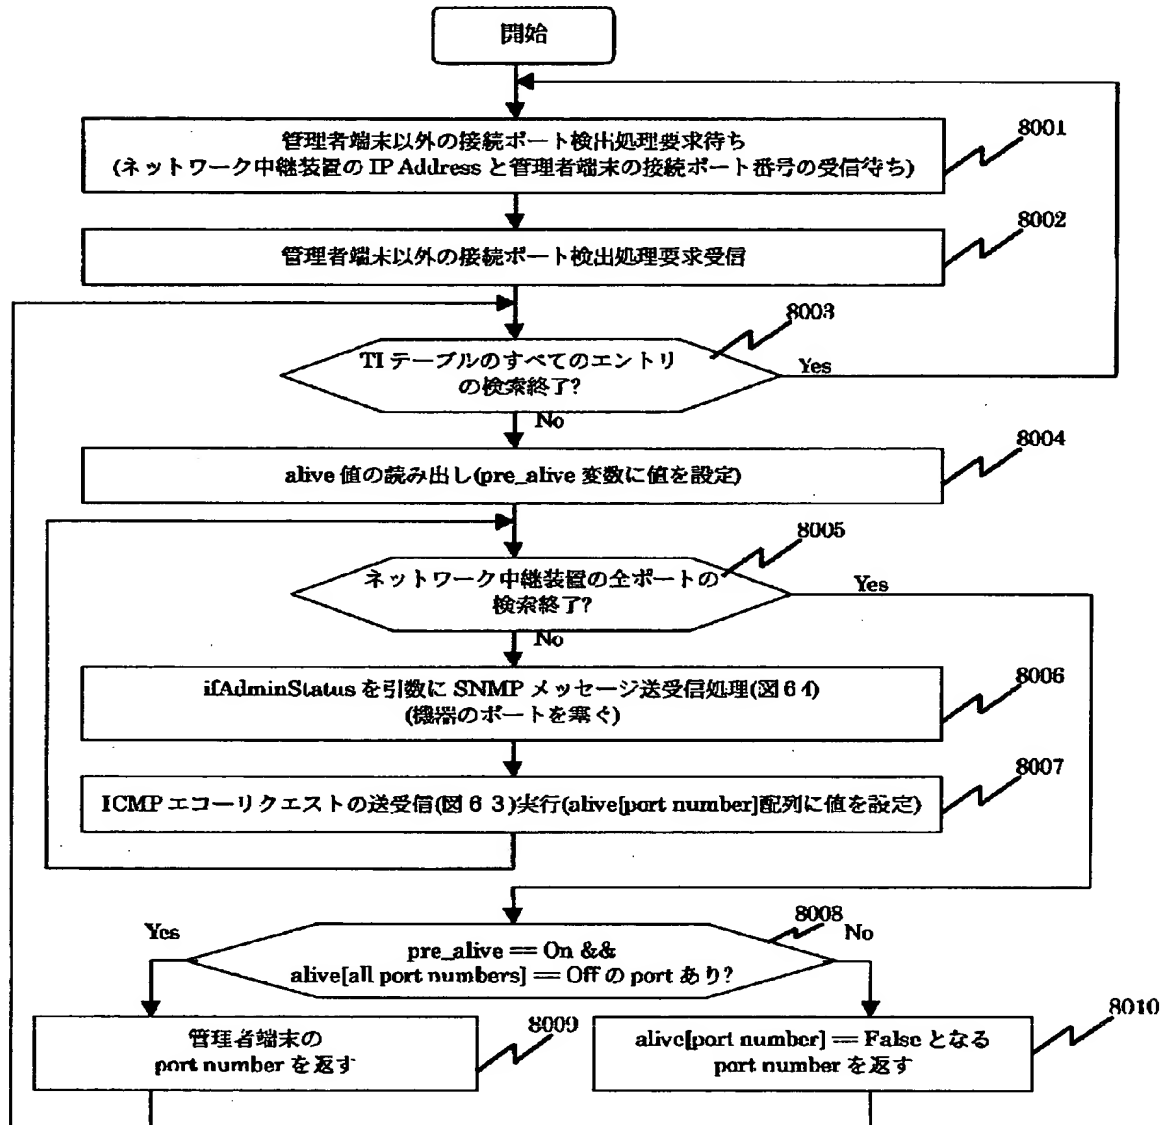 開始
管理者端末以外の接続ポート検出処理要求待ち
(ネットワーク中継装置の IP Address と管理者端末の接続ポート番号の受信待ち)
8001
管理者端末以外の接続ポート検出処理要求受信
8002
TI テーブルのすべてのエントリ
の検索終了?
8003
Yes
No
alive 値の読み出し(pre_alive 変数に値を設定)
8004
ネットワーク中継装置の全ポートの
検索終了?
8005
Yes
No
ifAdminStatus を引数に SNMP メッセージ送受信処理(図64)
(機器のポートを塞ぐ)
8006
ICMP エコーリクエストの送受信(図63)実行(alive[port number]配列に値を設定)
8007
Yes
pre_alive == On &&
alive[all port numbers] == Off の port あり?
8008
No
管理者端末の
port number を返す
8009
alive[port number] == False となる
port number を返す
8010